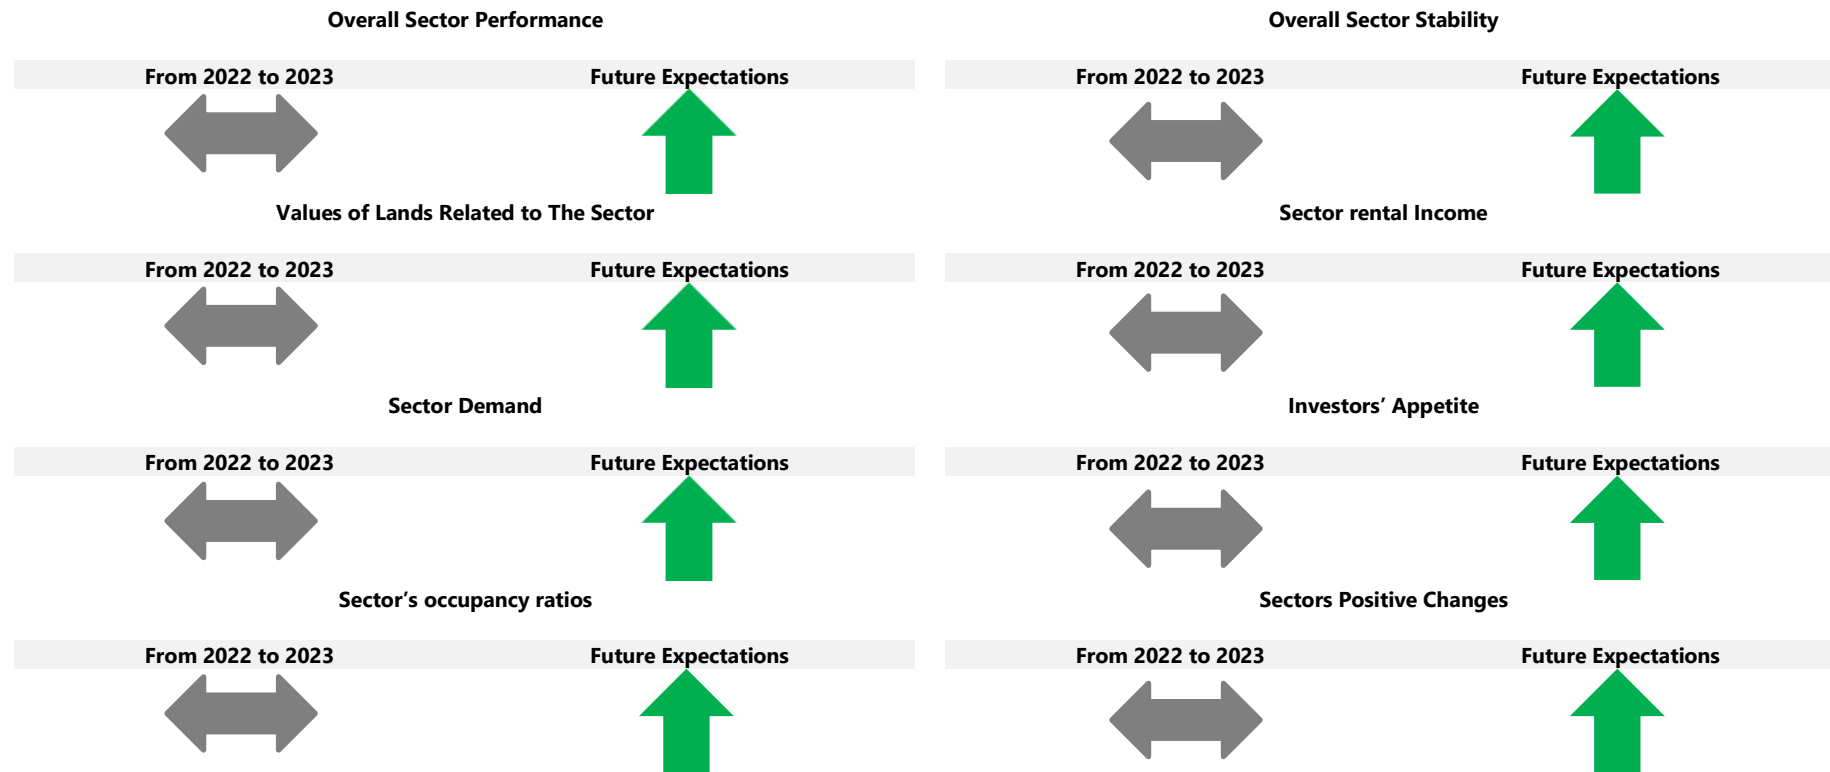 Overall Sector Performance
Overall Sector Stability
From 2022 to 2023
Future Expectations
From 2022 to 2023
Future Expectations
Values of Lands Related to The Sector
Sector rental Income
From 2022 to 2023
Future Expectations
From 2022 to 2023
Future Expectations
Sector Demand
Investors’ Appetite
From 2022 to 2023
Future Expectations
From 2022 to 2023
Future Expectations
Sector’s occupancy ratios
Sectors Positive Changes
From 2022 to 2023
Future Expectations
From 2022 to 2023
Future Expectations